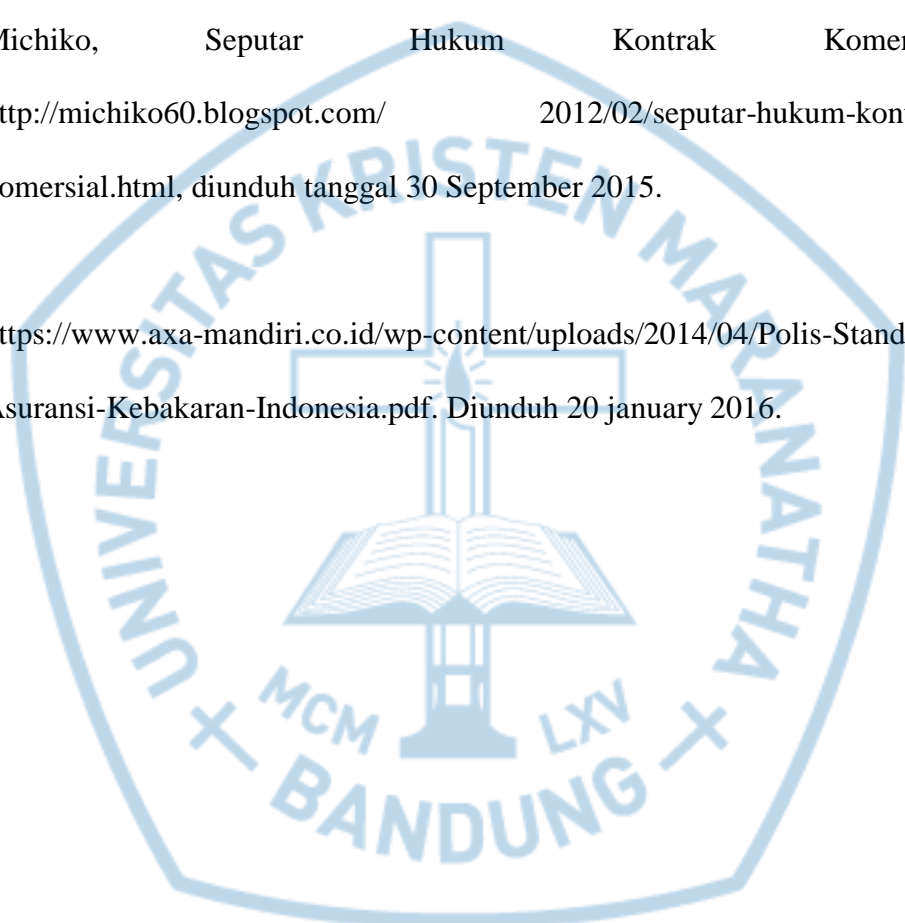 Michiko, Seputar Hukum Kontrak Komer
ttp://michiko60.blogspot.com/ 2012/02/seputar-hukum-kon
omersial.html, diunduh tanggal 30 September 2015.
ttps://www.axa-mandiri.co.id/wp-content/uploads/2014/04/Polis-Stand
Asuransi-Kebakaran-Indonesia.pdf. Diunduh 20 january 2016.
UNIVERSITAS KRISTEN MARANATHA
MCM LXV
BANDUNG